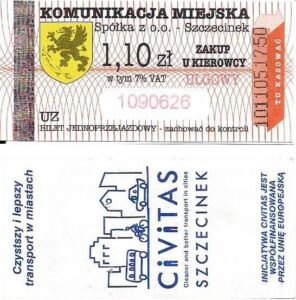 KOMUNIKACJA MIEJSKA
Spółka z o.o. - Szczecinek
1,10 zł
ZAKUP
U KIEROWCY
w tym 7% VAT
ULGOWY
1090626
UZ
BILET JEDNOPRZEJAZDOWY - zachować do kontroli
TU KASOWAĆ
Czystszy i lepszy
transport w miastach
CiViTAS
Cleaner and better transport in cities
SZCZECINEK
INICJATYWA CIVITAS JEST
WSPÓŁFINANSOWANA
PRZEZ UNIĘ EUROPEJSKĄ